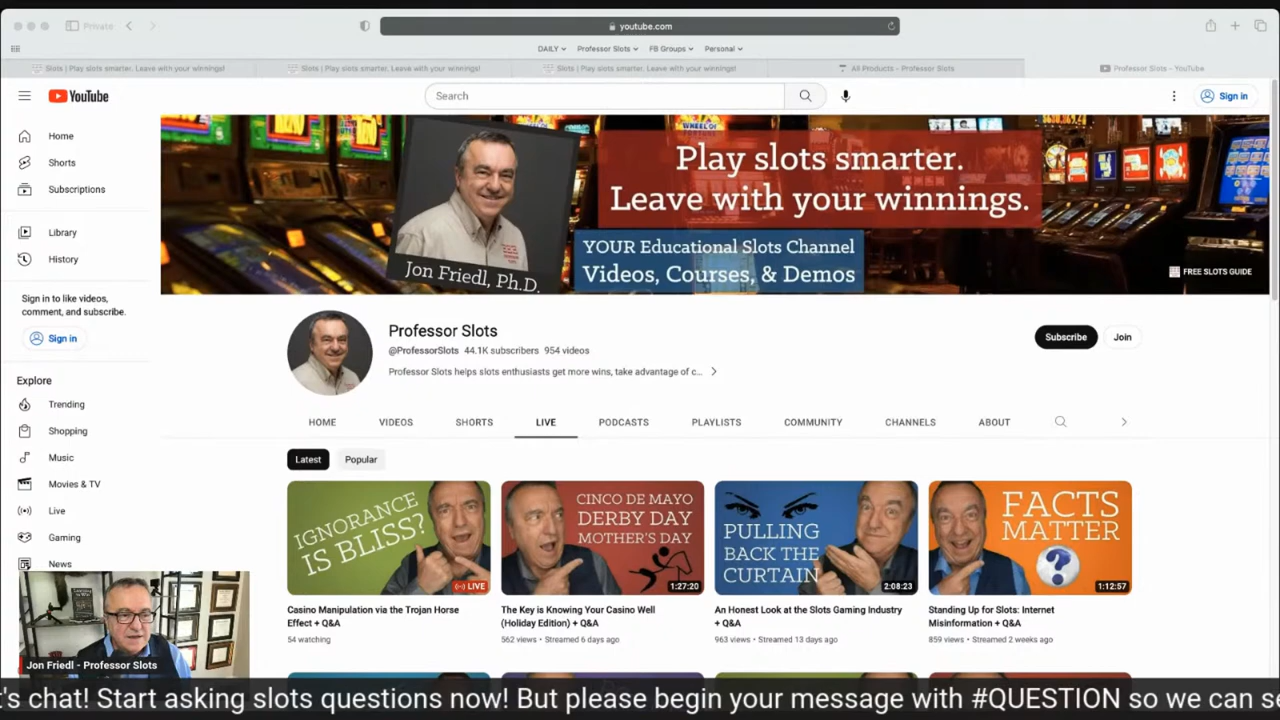 Private
youtube.com
DAILY
Professor Slots
FB Groups
Personal
Slots | Play slots smarter. Leave with your winnings!
Slots | Play slots smarter. Leave with your winnings!
Slots | Play slots smarter. Leave with your winnings!
All Products - Professor Slots
Professor Slots - YouTube
YouTube
Search
Sign in
Home
Shorts
Subscriptions
Library
History
Sign in to like videos,
comment, and subscribe.
Sign in
Explore
Trending
Shopping
Music
Movies & TV
Live
Gaming
News
WHEEL OF
Play slots smarter.
Leave with your winnings.
YOUR Educational Slots Channel
Videos, Courses, & Demos
Jon Friedl, Ph.D.
FREE SLOTS GUIDE
Professor Slots
@ProfessorSlots 44.1K subscribers 954 videos
Professor Slots helps slots enthusiasts get more wins, take advantage of c...
Subscribe
Join
HOME
VIDEOS
SHORTS
LIVE
PODCASTS
PLAYLISTS
COMMUNITY
CHANNELS
ABOUT
Latest
Popular
IGNORANCE
IS BLISS?
LIVE
Casino Manipulation via the Trojan Horse
Effect + Q&A
54 watching
CINCO DE MAYO
DERBY DAY
MOTHER'S DAY
1:27:20
The Key is Knowing Your Casino Well
(Holiday Edition) + Q&A
562 views • Streamed 6 days ago
PULLING
BACK THE
CURTAIN
2:08:23
An Honest Look at the Slots Gaming Industry
+ Q&A
963 views • Streamed 13 days ago
FACTS
MATTER
1:12:57
Standing Up for Slots: Internet
Misinformation + Q&A
859 views • Streamed 2 weeks ago
Jon Friedl - Professor Slots
t's chat! Start asking slots questions now! But please begin your message with #QUESTION so we can se